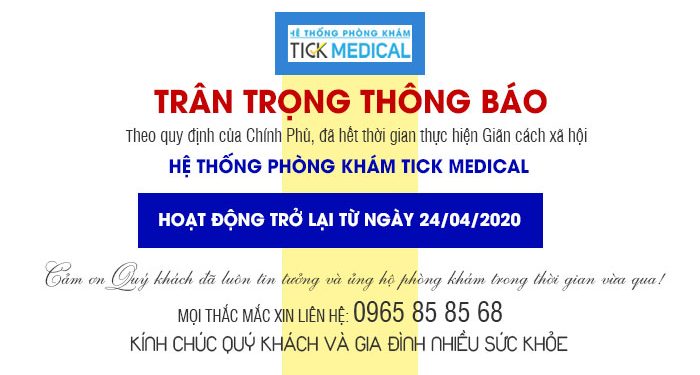 HỆ THỐNG PHÒNG KHÁM
TICK MEDICAL
TRÂN TRỌNG THÔNG BÁO
Theo quy định của Chính Phủ, đã hết thời gian thực hiện Giãn cách xã hội
HỆ THỐNG PHÒNG KHÁM TICK MEDICAL
HOẠT ĐỘNG TRỞ LẠI TỪ NGÀY 24/04/2020
Cảm ơn Quý khách đã luôn tin tưởng và ủng hộ phòng khám trong thời gian vừa qua!
MỌI THẮC MẮC XIN LIÊN HỆ: 0965 85 85 68
KÍNH CHÚC QUÝ KHÁCH VÀ GIA ĐÌNH NHIỀU SỨC KHỎE